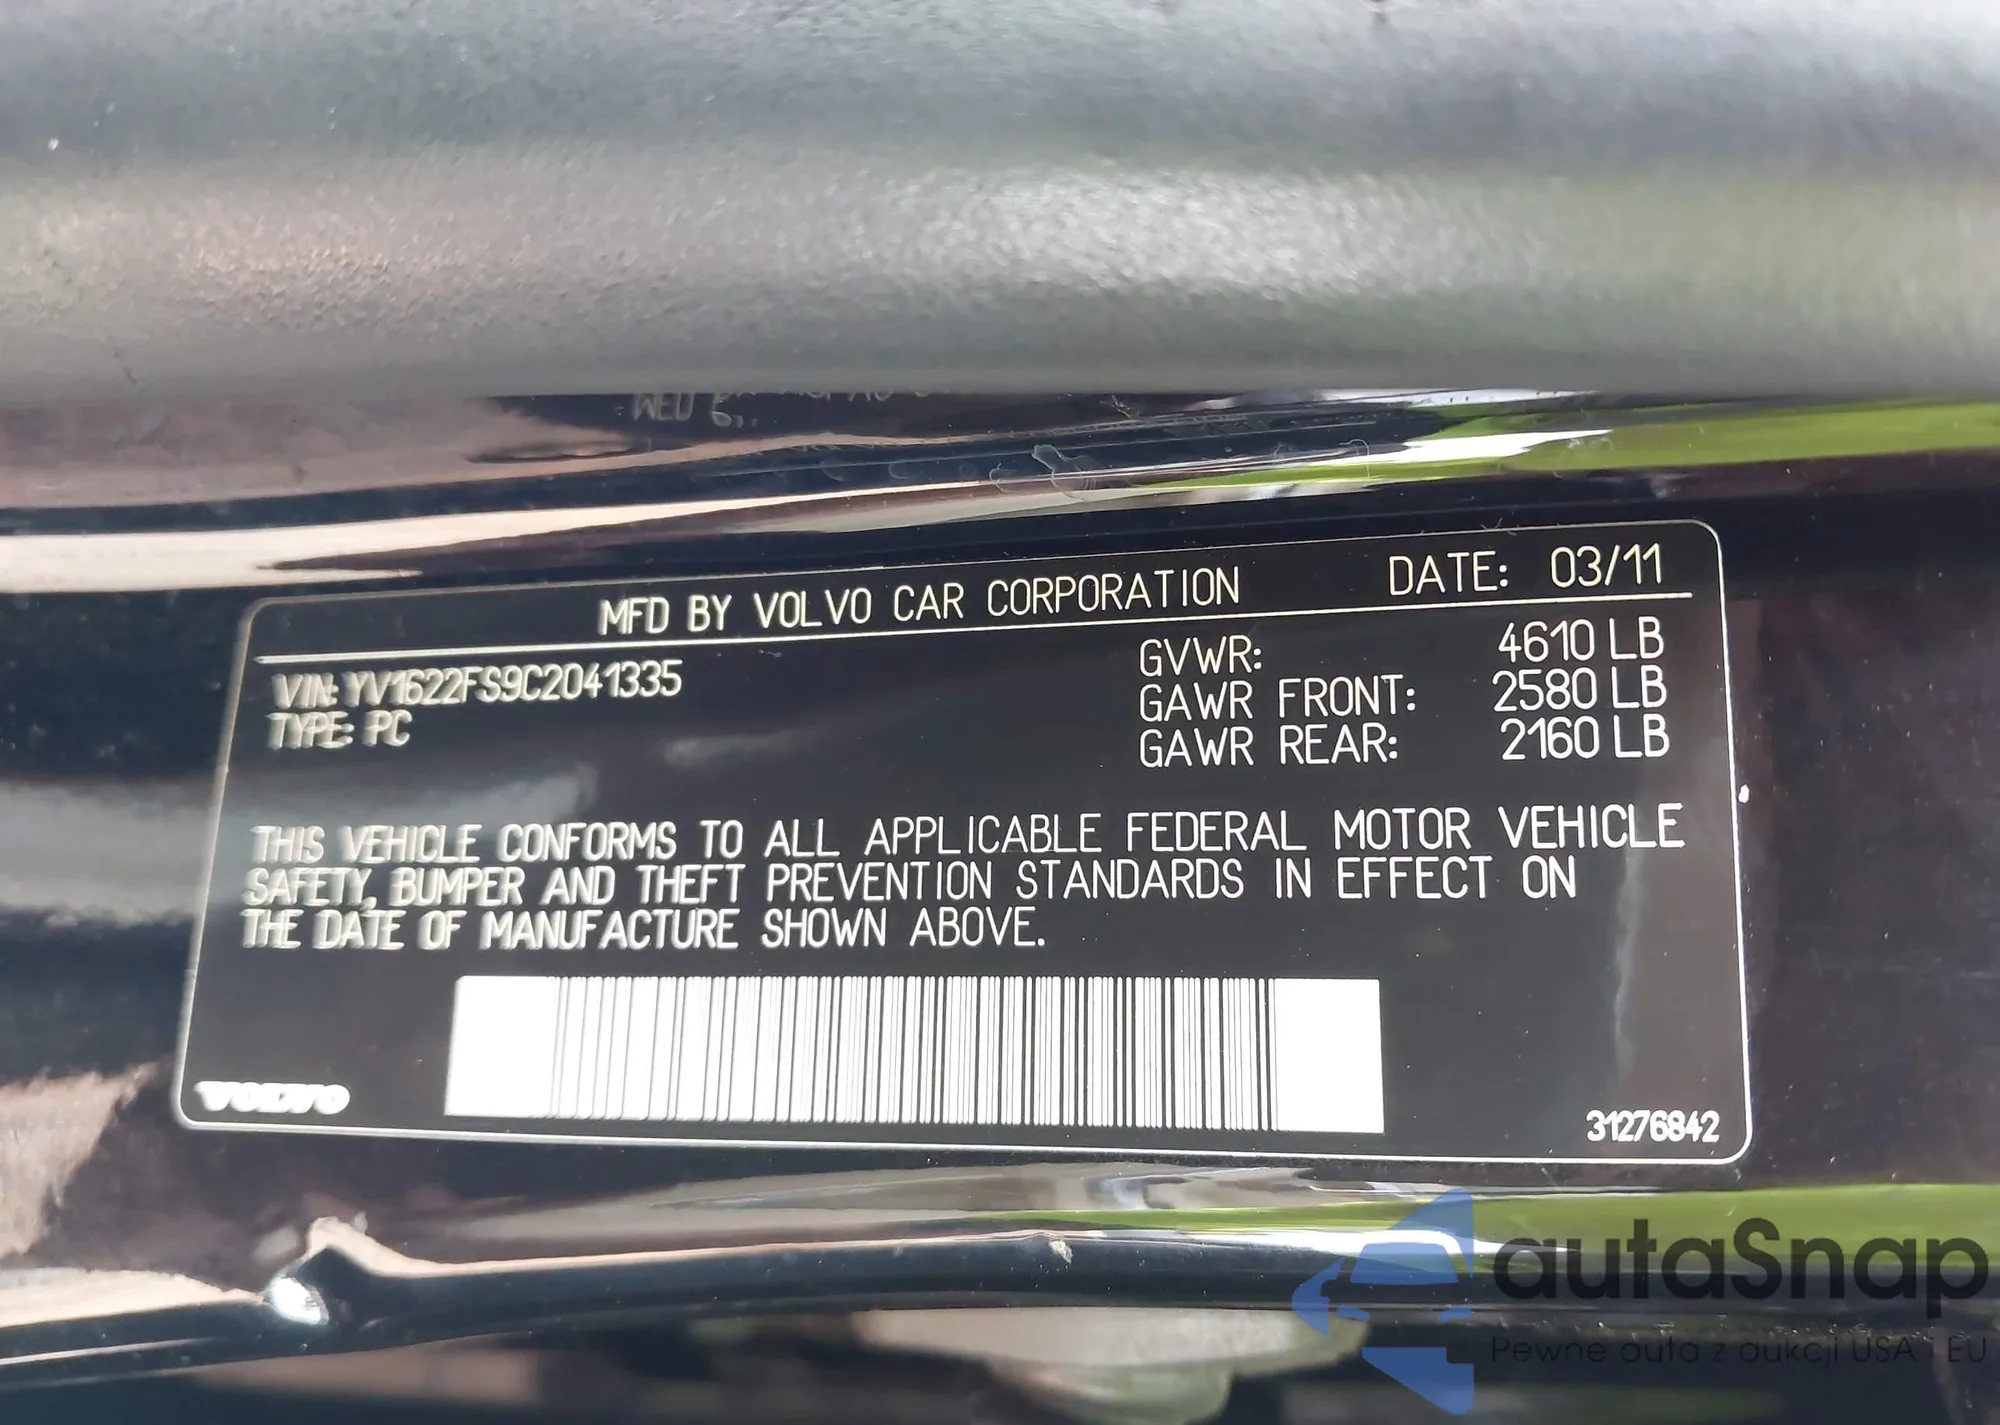 MFD BY VOLVO CAR CORPORATION DATE: 03/11
VIN: YV1622FS9C2041335 GVWR: 4610 LB
TYPE: PC GAWR FRONT: 2580 LB
GAWR REAR: 2160 LB
THIS VEHICLE CONFORMS TO ALL APPLICABLE FEDERAL MOTOR VEHICLE
SAFETY, BUMPER AND THEFT PREVENTION STANDARDS IN EFFECT ON
THE DATE OF MANUFACTURE SHOWN ABOVE.
VOLVO
31276842
autaSnap
Pewne auta z aukcji USA i EU